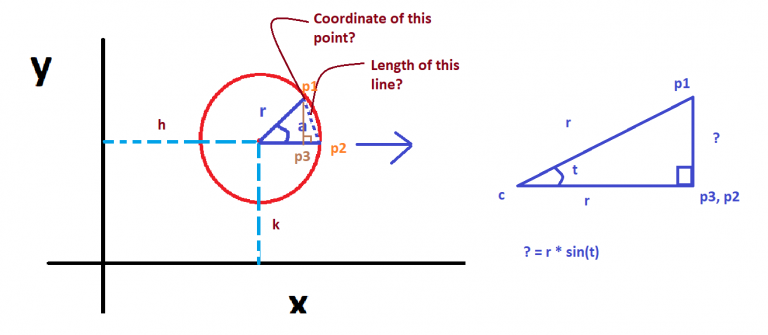 Coordinate of this
point?
y
Length of this
line?
p1
p1
r
r
h
a
t
?
p3
p2
c
r
p3, p2
k
? = r * sin(t)
x